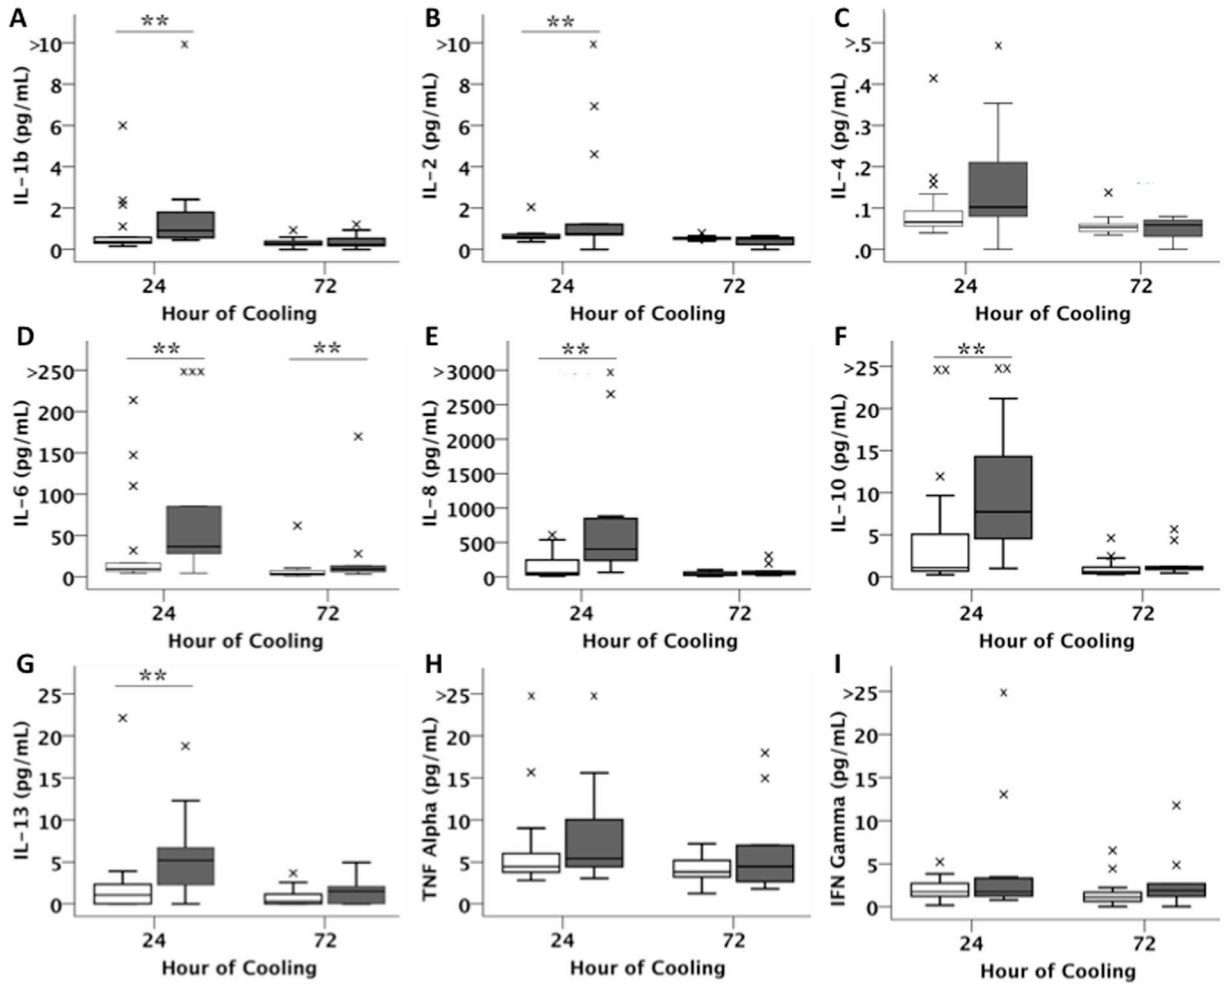 A
**
IL-1b (pg/mL)
>10
8
6
4
2
0
24
72
Hour of Cooling
B
**
IL-2 (pg/mL)
>10
8
6
4
2
0
24
72
Hour of Cooling
C
IL-4 (pg/mL)
>.5
.4
.3
.2
.1
.0
24
72
Hour of Cooling
D
**
**
IL-6 (pg/mL)
>250
200
150
100
50
0
24
72
Hour of Cooling
E
**
IL-8 (pg/mL)
>3000
2500
2000
1500
1000
500
0
24
72
Hour of Cooling
F
**
IL-10 (pg/mL)
>25
20
15
10
5
0
24
72
Hour of Cooling
G
**
IL-13 (pg/mL)
25
20
15
10
5
0
24
72
Hour of Cooling
H
TNF Alpha (pg/mL)
>25
20
15
10
5
0
24
72
Hour of Cooling
I
IFN Gamma (pg/mL)
>25
20
15
10
5
0
24
72
Hour of Cooling